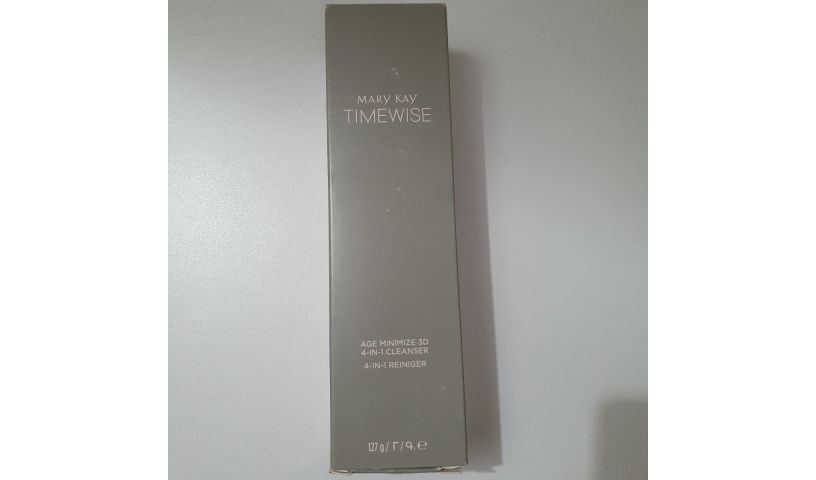 MARY KAY
TIMEWISE
AGE MINIMIZE 3D
4-IN-1 CLEANSER
4-IN-1 REINIGER
127 g / Г / Գ. ℮